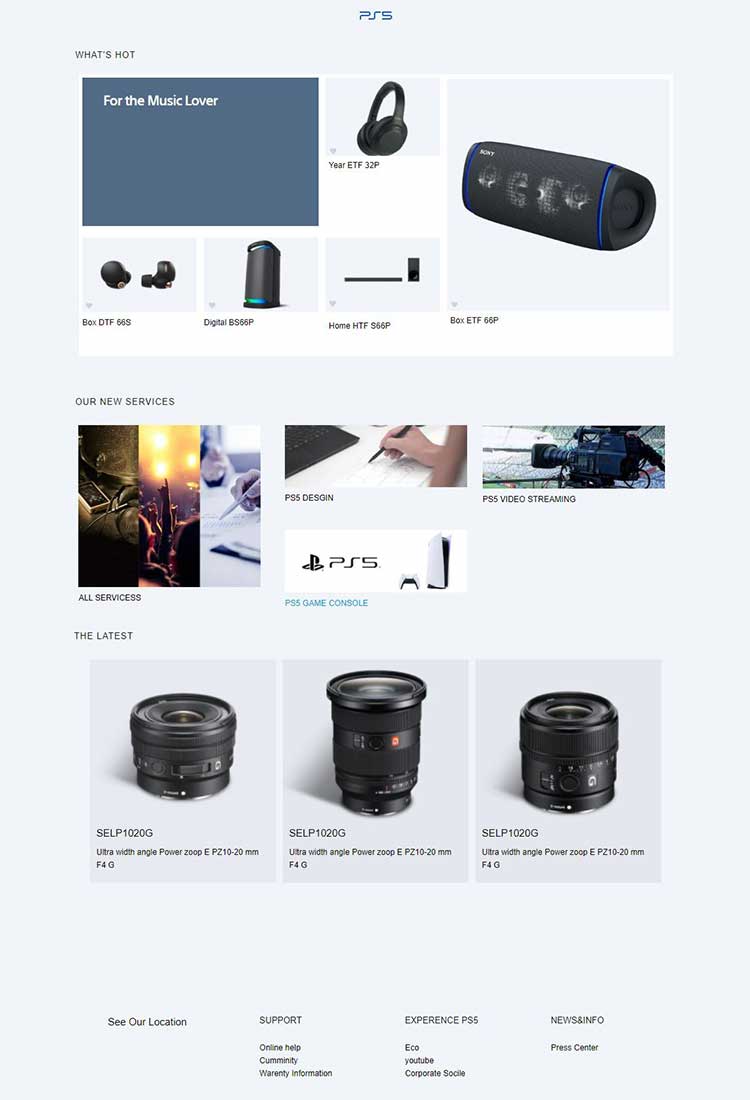 PS5
WHAT'S HOT
For the Music Lover
Year ETF 32P
SONY
Box DTF 66S
Digital BS66P
Home HTF S66P
Box ETF 66P
OUR NEW SERVICES
PS5 DESGIN
PS5 VIDEO STREAMING
ALL SERVICESS
PS5
PS5 GAME CONSOLE
THE LATEST
G
G
SELP1020G
SELP1020G
SELP1020G
Ultra width angle Power zoop E PZ10-20 mm
F4 G
Ultra width angle Power zoop E PZ10-20 mm
F4 G
Ultra width angle Power zoop E PZ10-20 mm
F4 G
See Our Location
SUPPORT
Online help
Cumminity
Warenty Information
EXPERENCE PS5
Eco
youtube
Corporate Socile
NEWS&INFO
Press Center